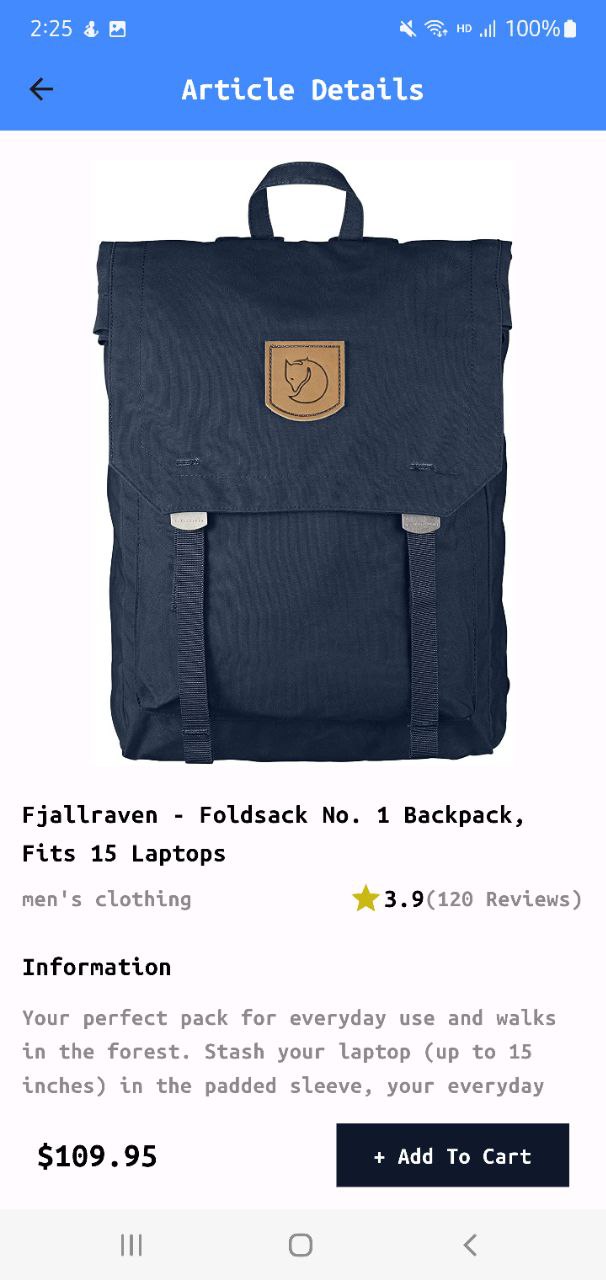 2:25 HD 100%
Article Details
Fjallraven - Foldsack No. 1 Backpack,
Fits 15 Laptops
men's clothing 3.9(120 Reviews)
Information
Your perfect pack for everyday use and walks
in the forest. Stash your laptop (up to 15
inches) in the padded sleeve, your everyday
$109.95 + Add To Cart